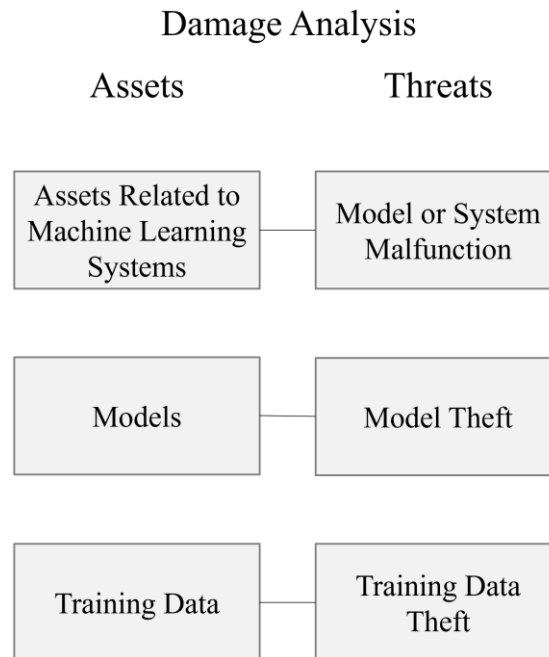 Damage Analysis
Assets
Threats
Assets Related to
Machine Learning
Systems
Model or System
Malfunction
Models
Model Theft
Training Data
Training Data
Theft